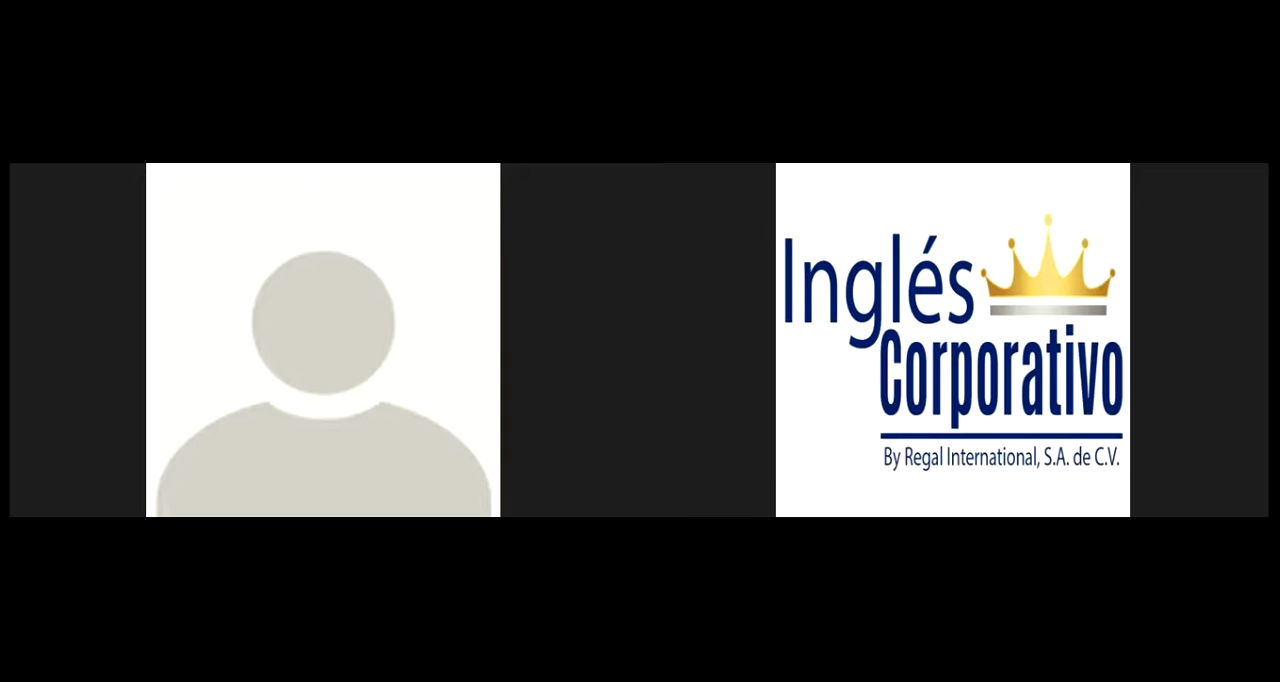 Inglés
Corporativo
By Regal International, S.A. de C.V.